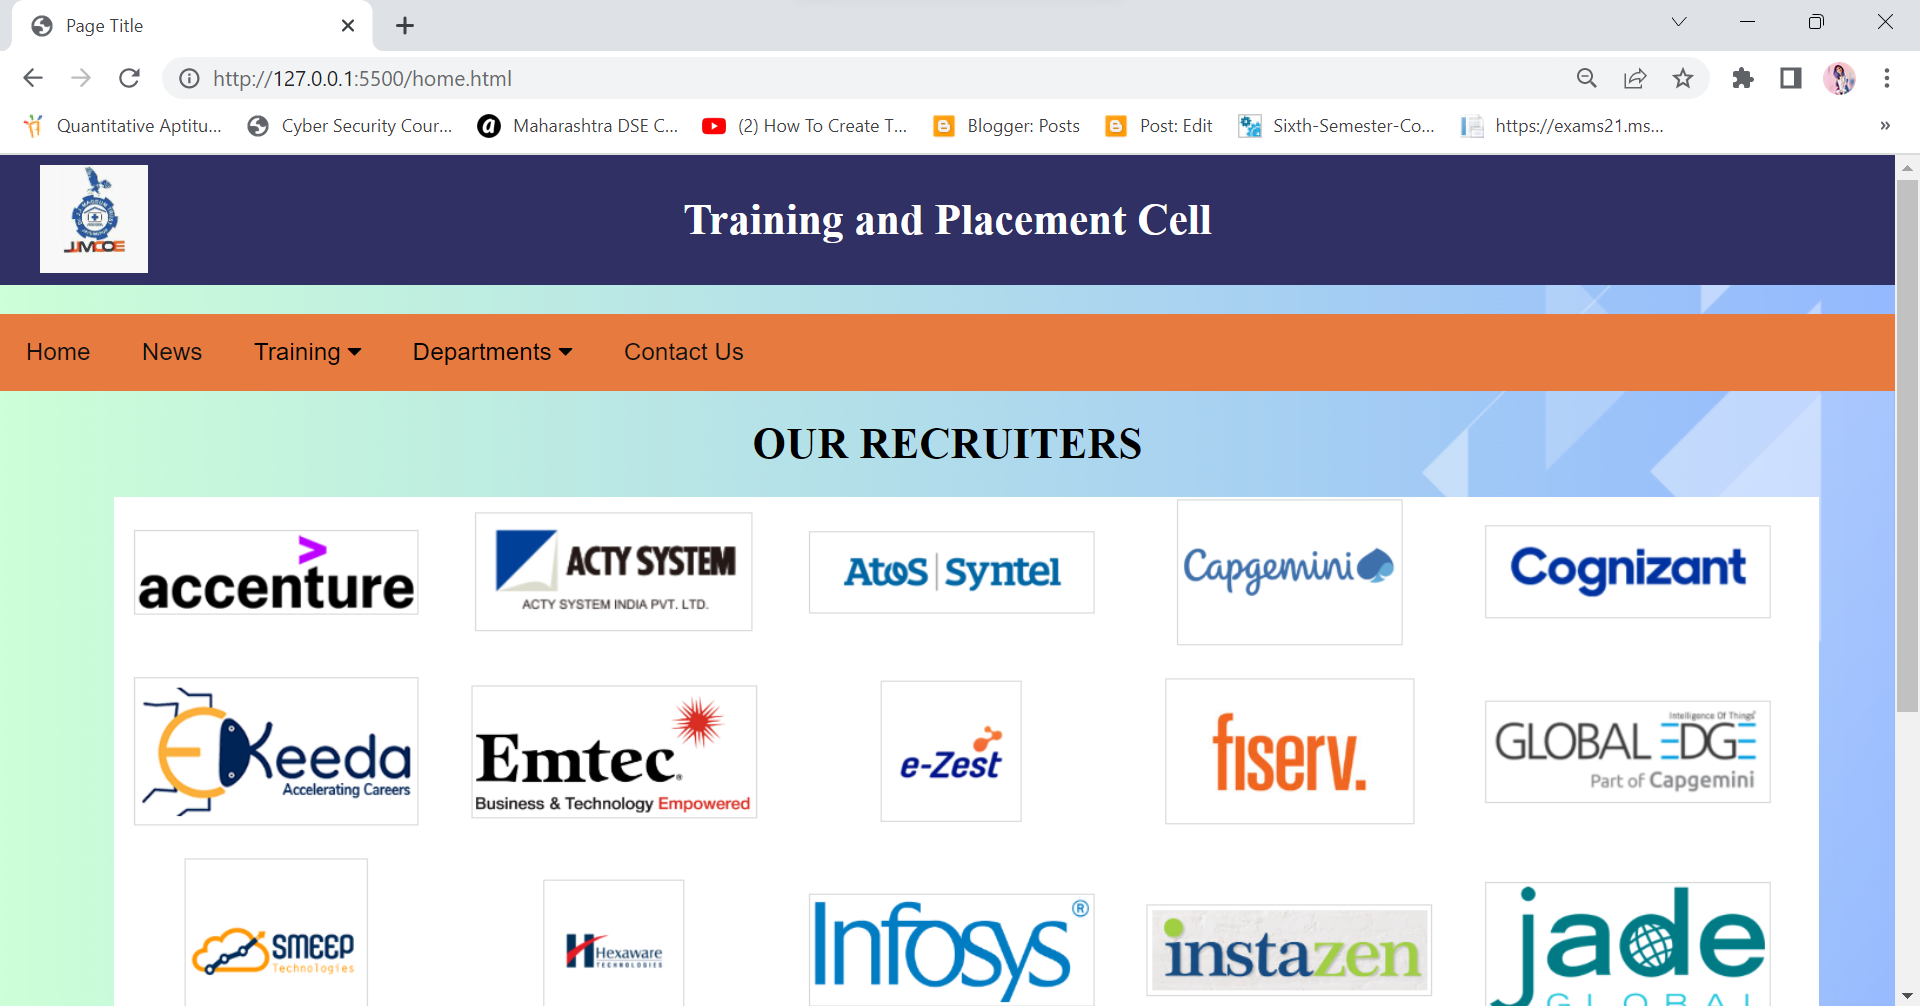 Page Title
http://127.0.0.1:5500/home.html
Quantitative Aptitu...
Cyber Security Cour...
Maharashtra DSE C...
(2) How To Create T...
Blogger: Posts
Post: Edit
Sixth-Semester-Co...
https://exams21.ms...
»
JJMCOE
Training and Placement Cell
Home
News
Training
Departments
Contact Us
OUR RECRUITERS
accenture
ACTY SYSTEM
ACTY SYSTEM INDIA PVT. LTD.
Atos|Syntel
Capgemini
Cognizant
EKeeda
Accelerating Careers
Emtec®
Business & Technology Empowered
e-Zest
fiserv.
Intelligence Of Things
GLOBAL EDGE
Part of Capgemini
SMEEP
Technologies
Hexaware
TECHNOLOGIES
Infosys®
instazen
jade
GLOBAL